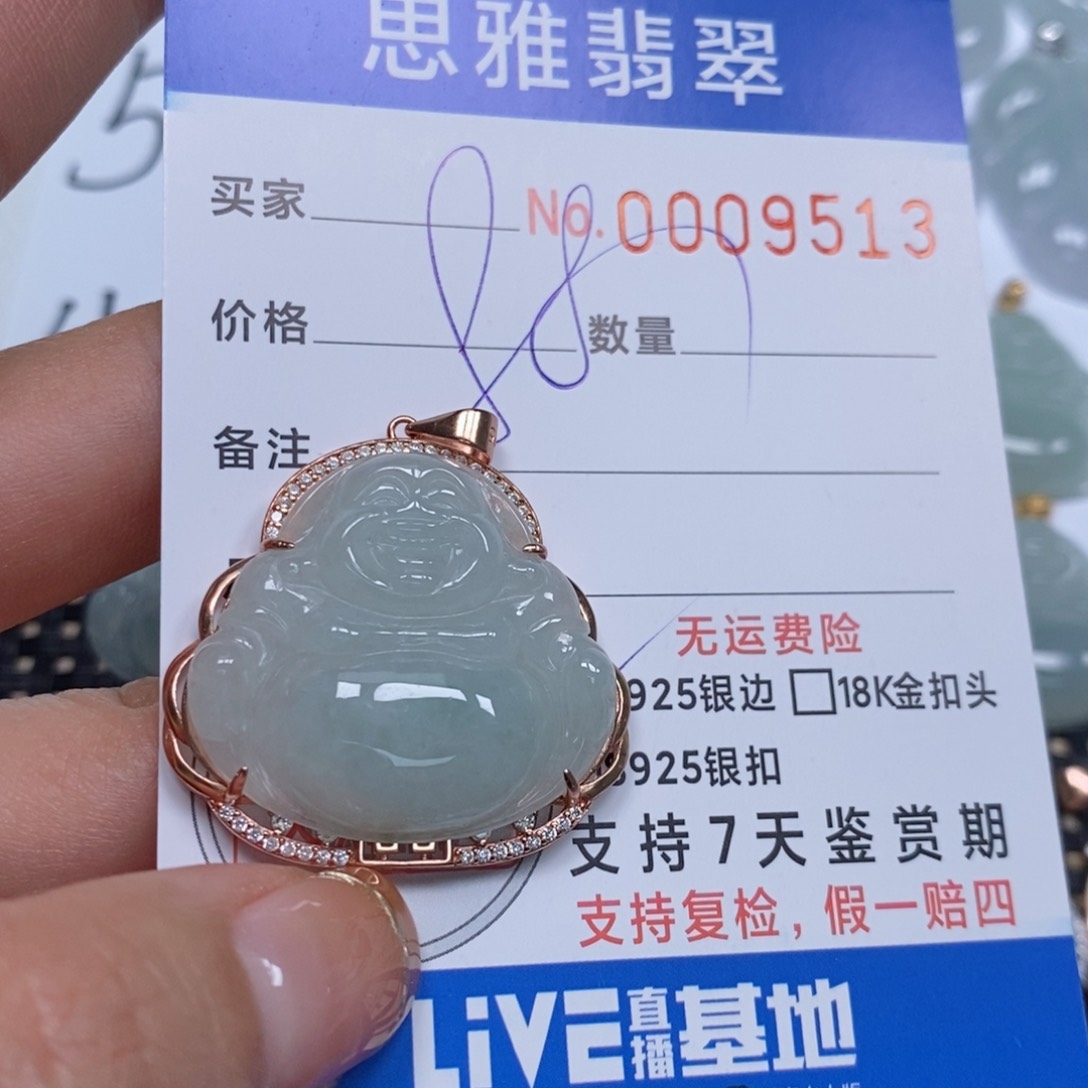 思雅翡翠
买家 No.0009513
价格 数量
备注
无运费险
925银边 □18K金扣头
925银扣
支持7天鉴赏期
支持复检，假一赔四
LiVE直播基地
5